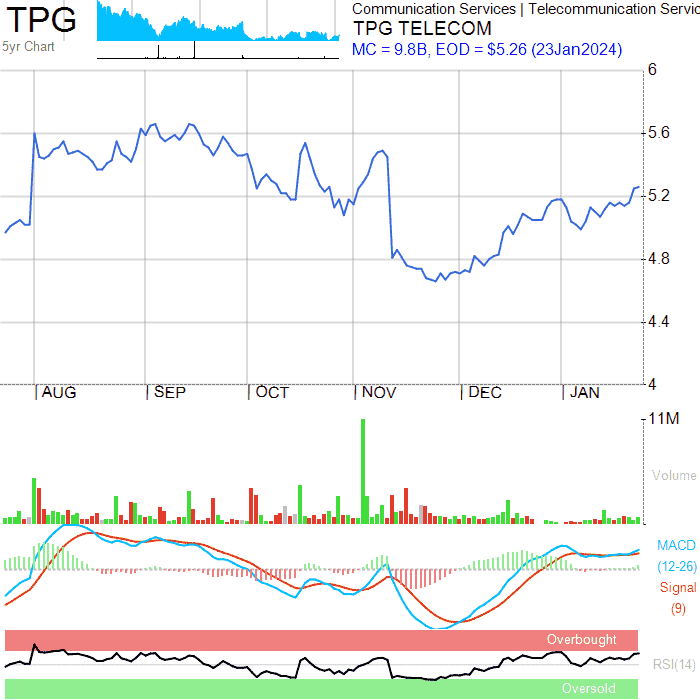 TPG
5yr Chart
Communication Services | Telecommunication Servic
TPG TELECOM
MC = 9.8B, EOD = $5.26 (23Jan2024)
6
5.6
5.2
4.8
4.4
4
AUG
SEP
OCT
NOV
DEC
JAN
11M
Volume
MACD
(12-26)
Signal
(9)
Overbought
RSI(14)
Oversold